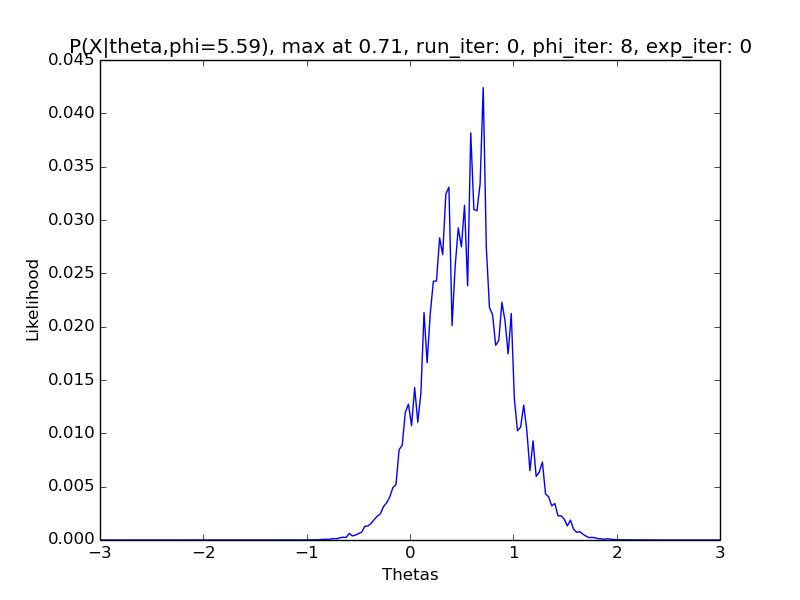 P(X|theta,phi=5.59), max at 0.71, run_iter: 0, phi_iter: 8, exp_iter: 0
0.045
0.040
0.035
0.030
0.025
0.020
0.015
0.010
0.005
0.000
Likelihood
−3 −2 −1 0 1 2 3
Thetas